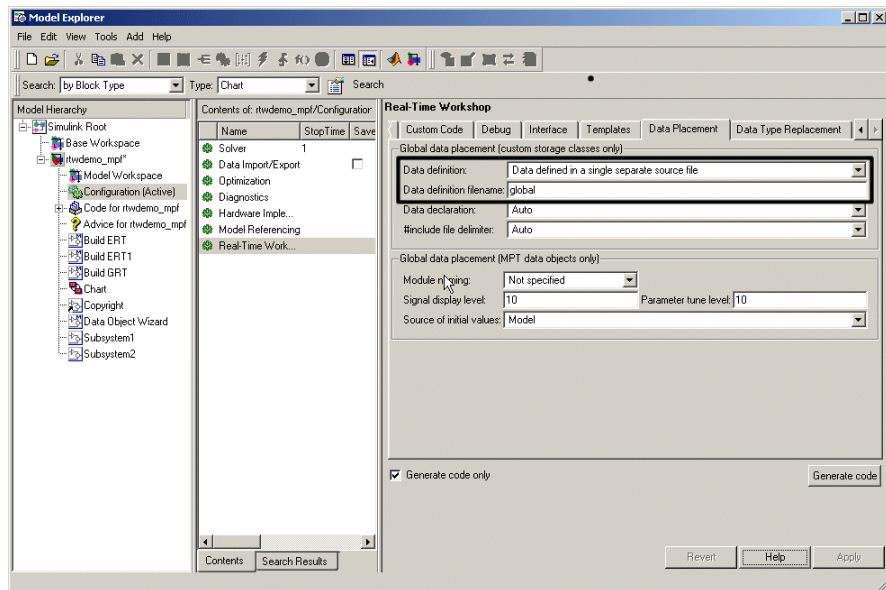 Model Explorer
File Edit View Tools Add Help
Search: by Block Type Type: Chart Search
Model Hierarchy
Simulink Root
Base Workspace
rtwdemo_mpf*
Model Workspace
Configuration (Active)
Code for rtwdemo_mpf
Advice for rtwdemo_mpf
Build ERT
Build ERT1
Build GRT
Chart
Copyright
Data Object Wizard
Subsystem1
Subsystem2
Contents of: rtwdemo_mpf/Configuration
Name StopTime Save
Solver 1
Data Import/Export
Optimization
Diagnostics
Hardware Imple...
Model Referencing
Real-Time Work...
Contents Search Results
Real-Time Workshop
Custom Code Debug Interface Templates Data Placement Data Type Replacement
Global data placement (custom storage classes only)
Data definition: Data defined in a single separate source file
Data definition filename: global
Data declaration: Auto
#include file delimiter: Auto
Global data placement (MPT data objects only)
Module naming: Not specified
Signal display level: 10 Parameter tune level: 10
Source of initial values: Model
Generate code only Generate code
Revert Help Apply